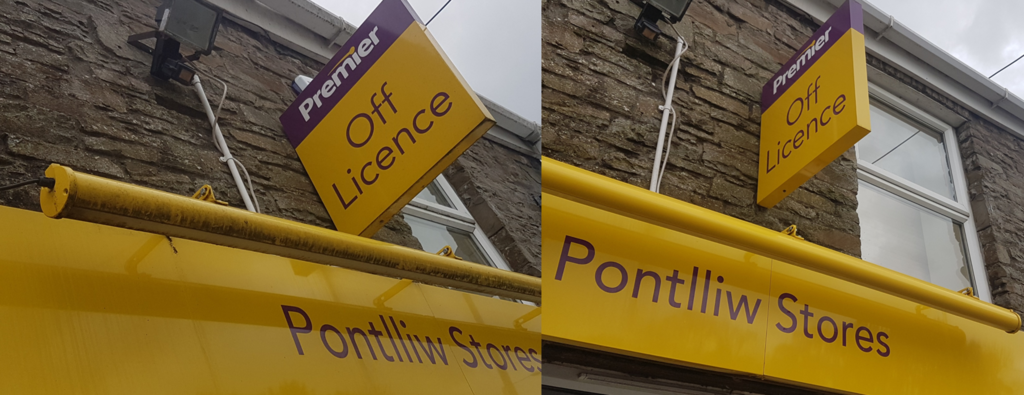 Premier
Off
Licence
Pontlliw Stores
Premier
Off
Licence
Pontlliw Stores